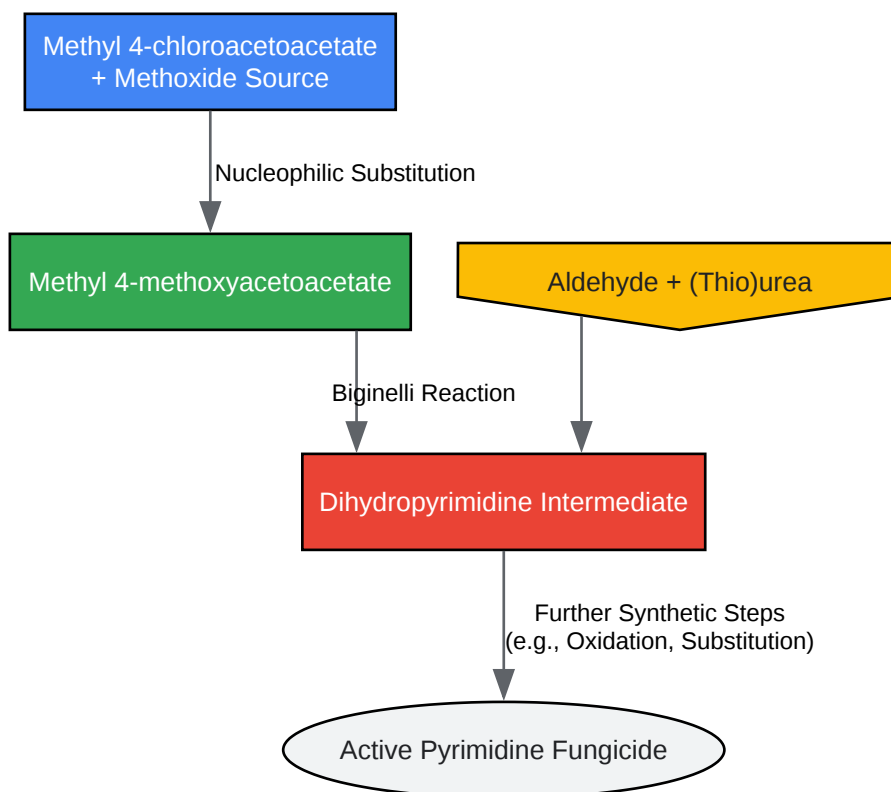 Methyl 4-chloroacetoacetate
+ Methoxide Source
Nucleophilic Substitution
Methyl 4-methoxyacetoacetate
Aldehyde + (Thio)urea
Biginelli Reaction
Dihydropyrimidine Intermediate
Further Synthetic Steps
(e.g., Oxidation, Substitution)
Active Pyrimidine Fungicide